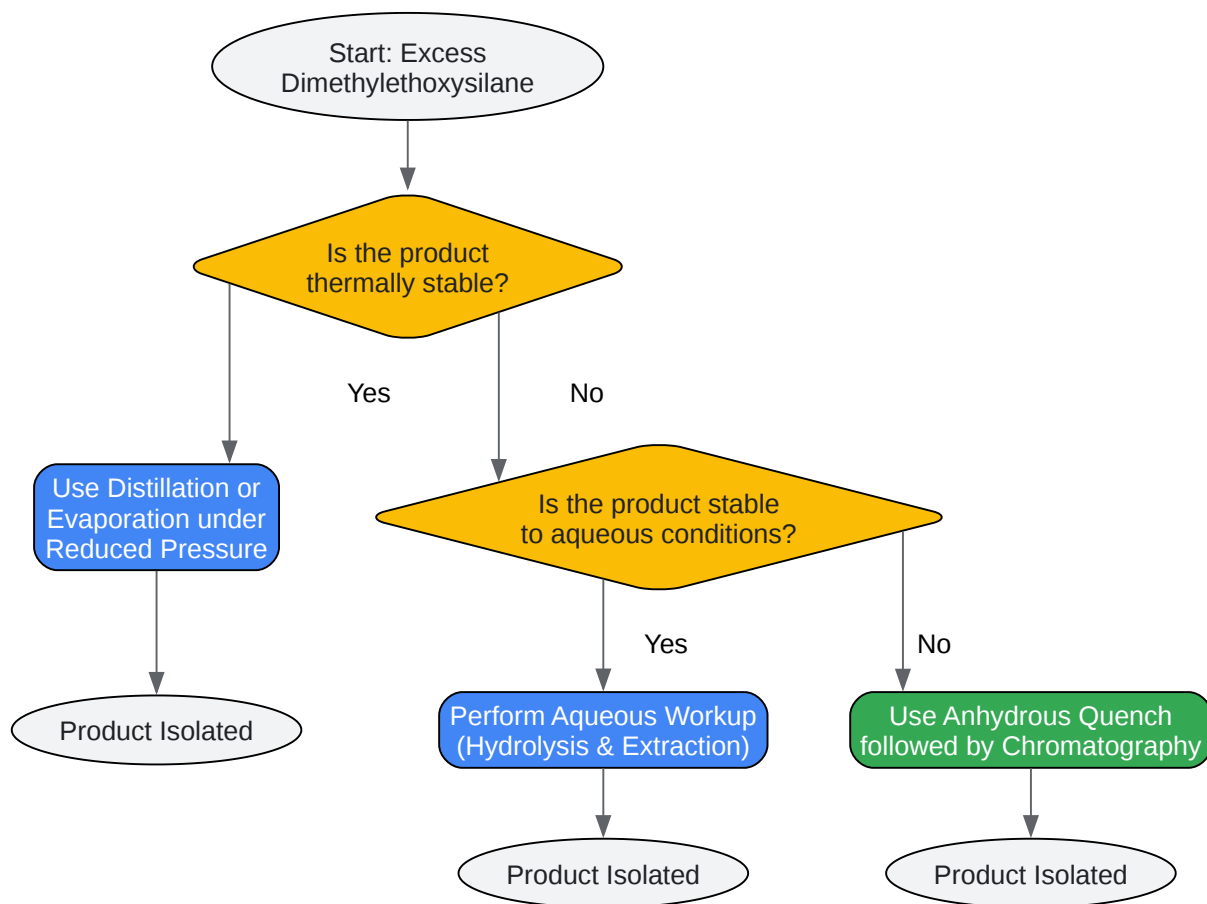 Start: Excess
Dimethylethoxysilane
Is the product
thermally stable?
Yes
No
Use Distillation or
Evaporation under
Reduced Pressure
Is the product stable
to aqueous conditions?
Yes
No
Product Isolated
Perform Aqueous Workup
(Hydrolysis & Extraction)
Use Anhydrous Quench
followed by Chromatography
Product Isolated
Product Isolated